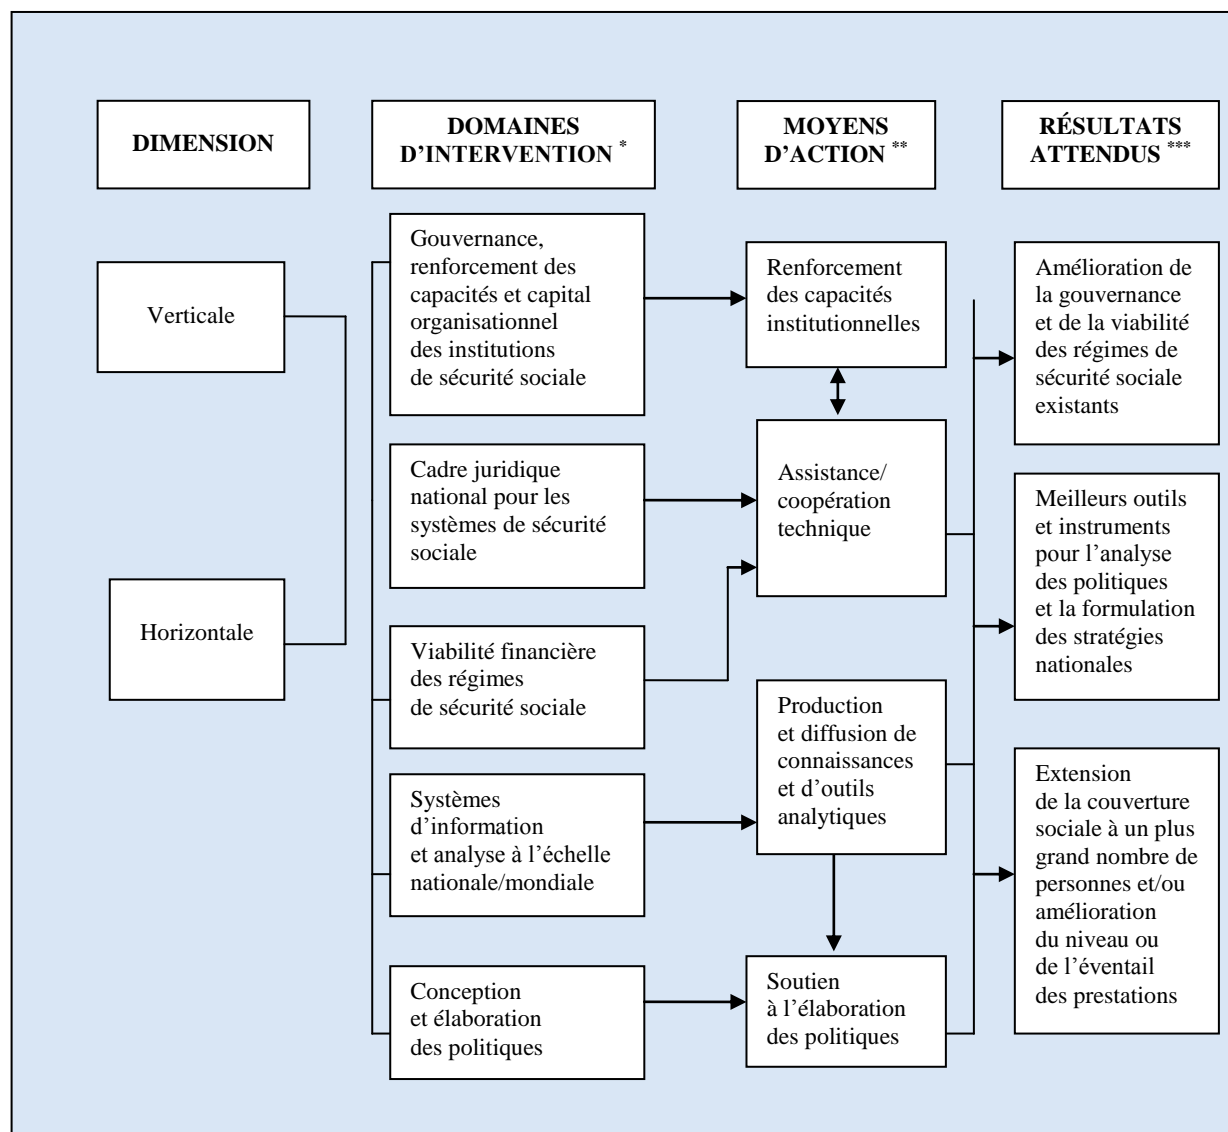 DIMENSION
DOMAINES
D'INTERVENTION *
MOYENS
D’ACTION **
RÉSULTATS
ATTENDUS ***
Verticale
Horizontale
Gouvernance,
renforcement des
capacités et capital
organisationnel
des institutions
de sécurité sociale
Cadre juridique
national pour les
systèmes de sécurité
sociale
Viabilité financière
des régimes
de sécurité sociale
Systèmes
d’information
et analyse à l’échelle
nationale/mondiale
Conception
et élaboration
des politiques
Renforcement
des capacités
institutionnelles
Assistance/
coopération
technique
Production
et diffusion de
connaissances
et d’outils
analytiques
Soutien
à l’élaboration
des politiques
Amélioration de
la gouvernance
et de la viabilité
des régimes de
sécurité sociale
existants
Meilleurs outils
et instruments
pour l’analyse
des politiques
et la formulation
des stratégies
nationales
Extension
de la couverture
sociale à un plus
grand nombre de
personnes et/ou
amélioration
du niveau ou
de l’éventail
des prestations